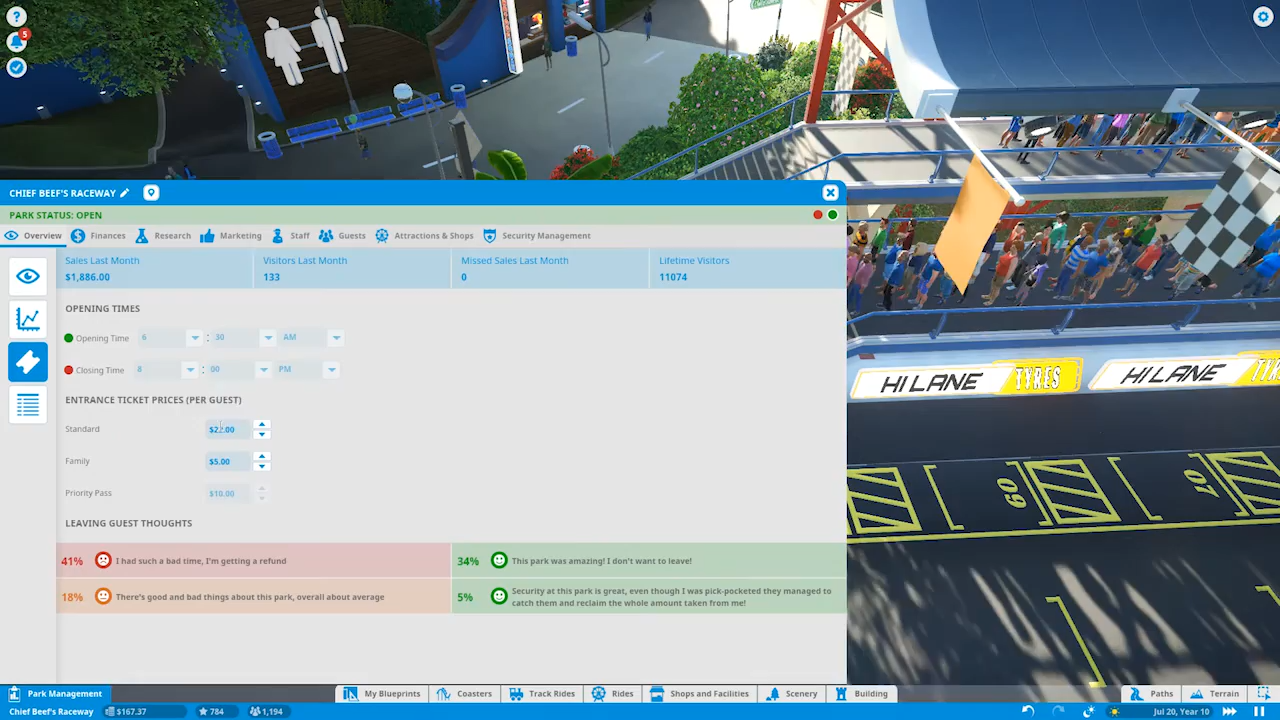 ?
5
CHIEF BEEF'S RACEWAY
PARK STATUS: OPEN
Overview Finances Research Marketing Staff Guests Attractions & Shops Security Management
Sales Last Month Visitors Last Month Missed Sales Last Month Lifetime Visitors
$1,886.00 133 0 11074
OPENING TIMES
Opening Time 6 : 30 AM
Closing Time 8 : 00 PM
ENTRANCE TICKET PRICES (PER GUEST)
Standard
Family $5.00
Priority Pass $10.00
LEAVING GUEST THOUGHTS
41% I had such a bad time, I'm getting a refund
34% This park was amazing! I don't want to leave!
18% There's good and bad things about this park, overall about average
5% Security at this park is great, even though I was pick-pocketed they managed to
catch them and reclaim the whole amount taken from me!
HI LANE TYRES HI LANE
60 70
Park Management My Blueprints Coasters Track Rides Rides Shops and Facilities Scenery Building Paths Terrain
Chief Beef's Raceway $167.37 784 1,194 Jul 20, Year 10